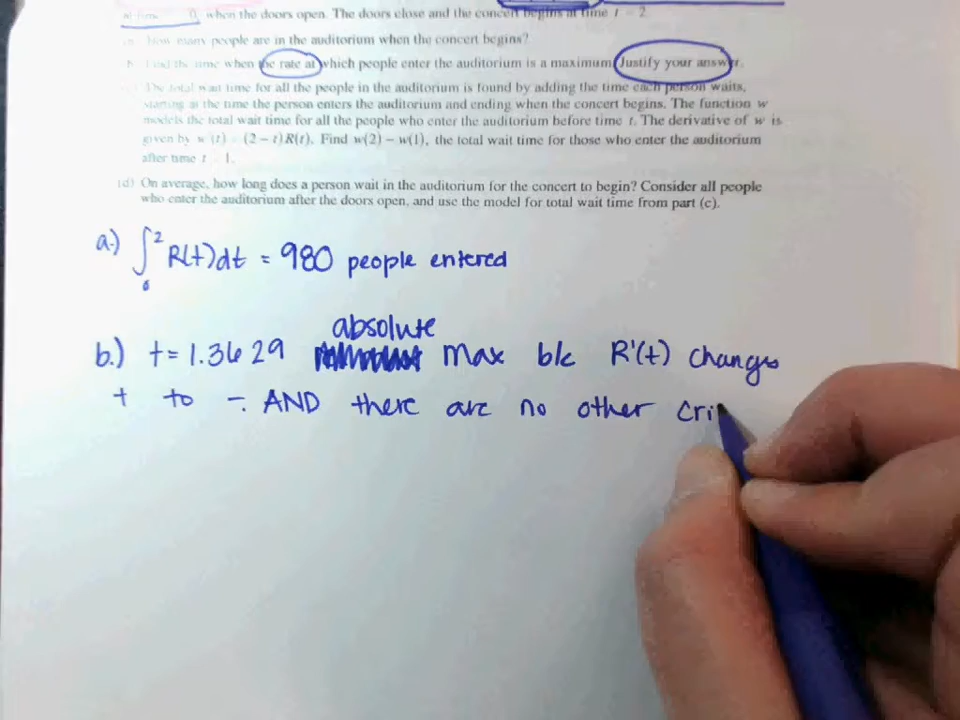 at time 0, when the doors open. The doors close and the concert begins at time t = 2.
How many people are in the auditorium when the concert begins?
Find the time when the rate at which people enter the auditorium is a maximum. Justify your answer.
The total wait time for all the people in the auditorium is found by adding the time each person waits,
starting at the time the person enters the auditorium and ending when the concert begins. The function w
models the total wait time for all the people who enter the auditorium before time t. The derivative of w is
given by w'(t) = (2 − t)R(t). Find w(2) − w(1), the total wait time for those who enter the auditorium
after time t = 1.
(d) On average, how long does a person wait in the auditorium for the concert to begin? Consider all people
who enter the auditorium after the doors open, and use the model for total wait time from part (c).
a.) ∫₀² R(t)dt = 980 people entered
absolute
b.) t = 1.3629 max b/c R'(t) changes
+ to −. AND there are no other cri